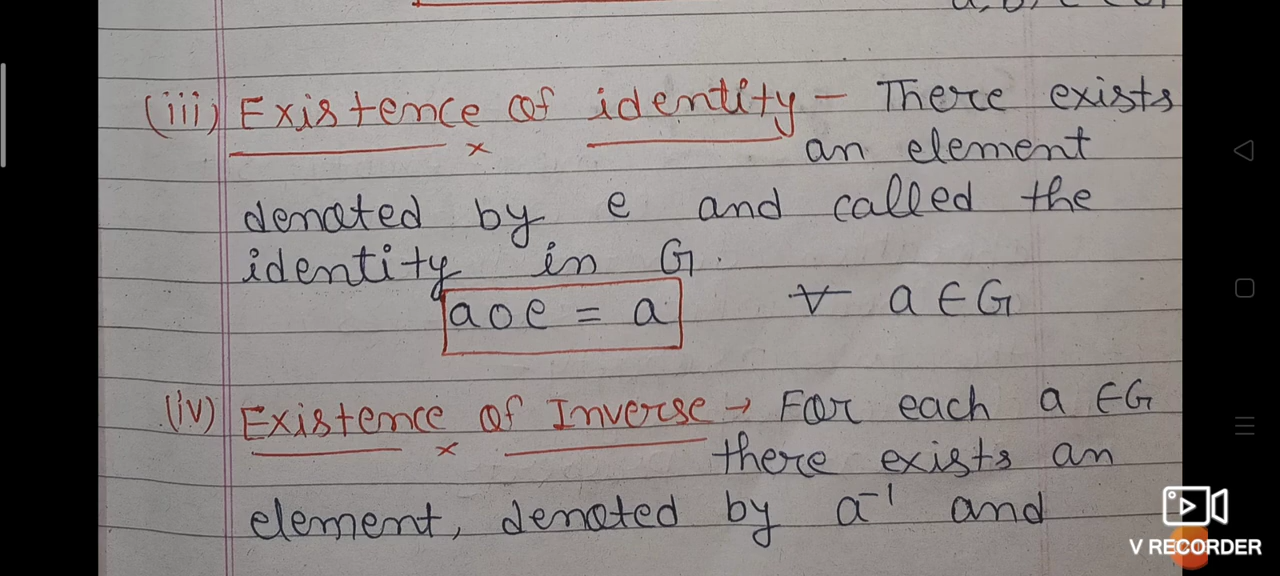 (iii) Existence of identity - There exists
an element
denoted by e and called the
identity in G.
aoe = a ∀ a ∈ G
(iv) Existence of Inverse → For each a ∈ G
there exists an
element, denoted by a⁻¹ and
V RECORDER